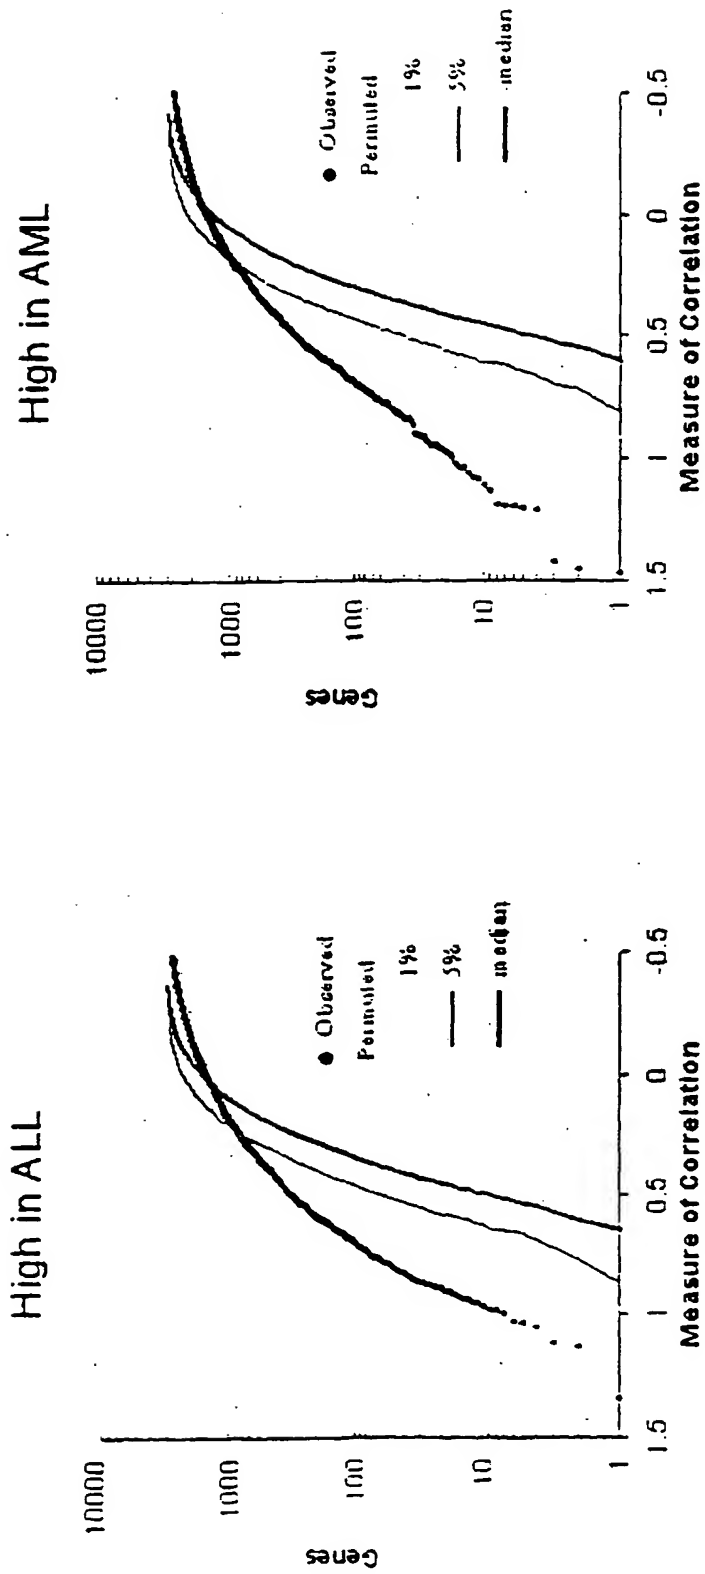 High in ALL
10000
1000
100
10
1
Genes
1.5
1
0.5
0
-0.5
Measure of Correlation
Observed
Permuted
1%
5%
median
High in AML
10000
1000
100
10
1
Genes
1.5
1
0.5
0
-0.5
Measure of Correlation
Observed
Permuted
1%
5%
median